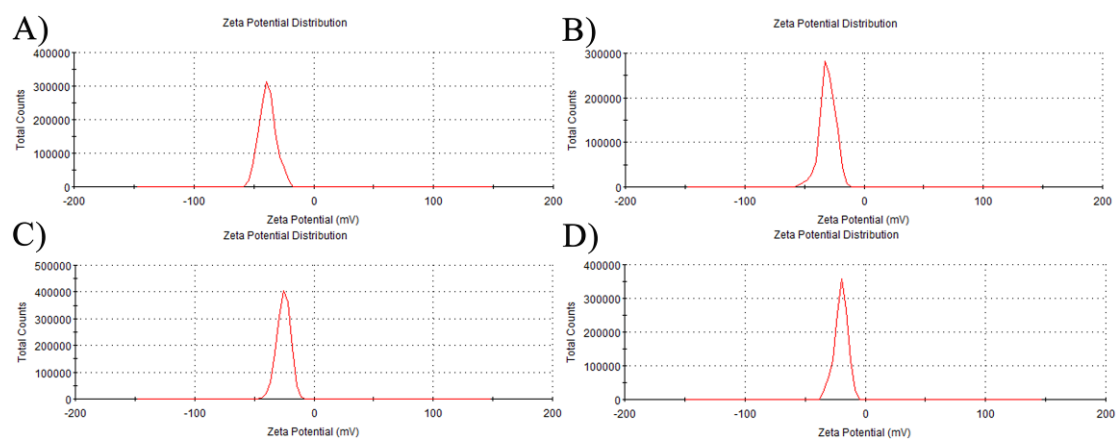 A)
Zeta Potential Distribution
Total Counts
400000
300000
200000
100000
0
-200 -100 0 100 200
Zeta Potential (mV)
B)
Zeta Potential Distribution
Total Counts
300000
200000
100000
0
-200 -100 0 100 200
Zeta Potential (mV)
C)
Zeta Potential Distribution
Total Counts
500000
400000
300000
200000
100000
0
-200 -100 0 100 200
Zeta Potential (mV)
D)
Zeta Potential Distribution
Total Counts
400000
300000
200000
100000
0
-200 -100 0 100 200
Zeta Potential (mV)